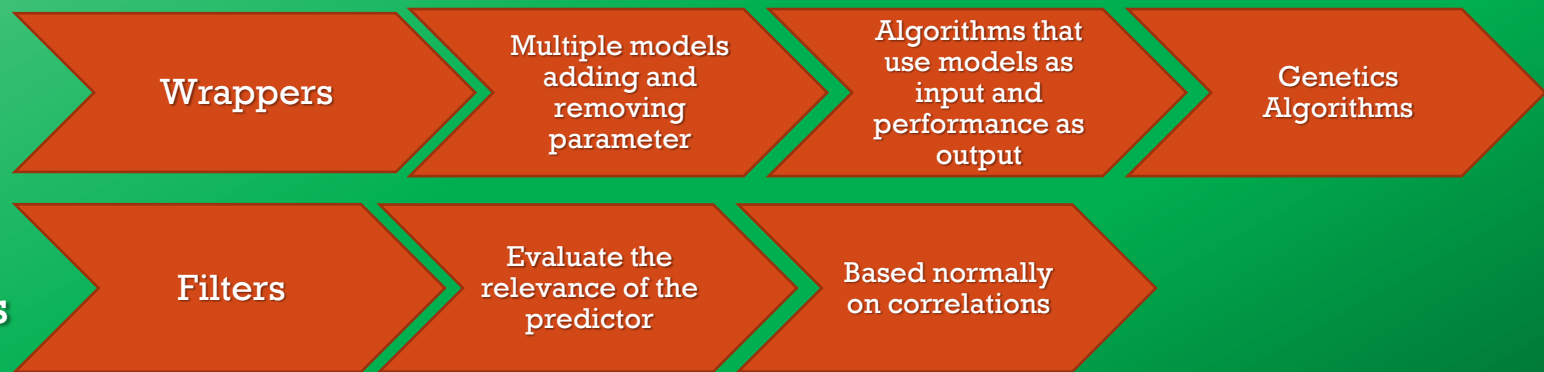 Wrappers
Multiple models
adding and
removing
parameter
Algorithms that
use models as
input and
performance as
output
Genetics
Algorithms
s
Filters
Evaluate the
relevance of the
predictor
Based normally
on correlations